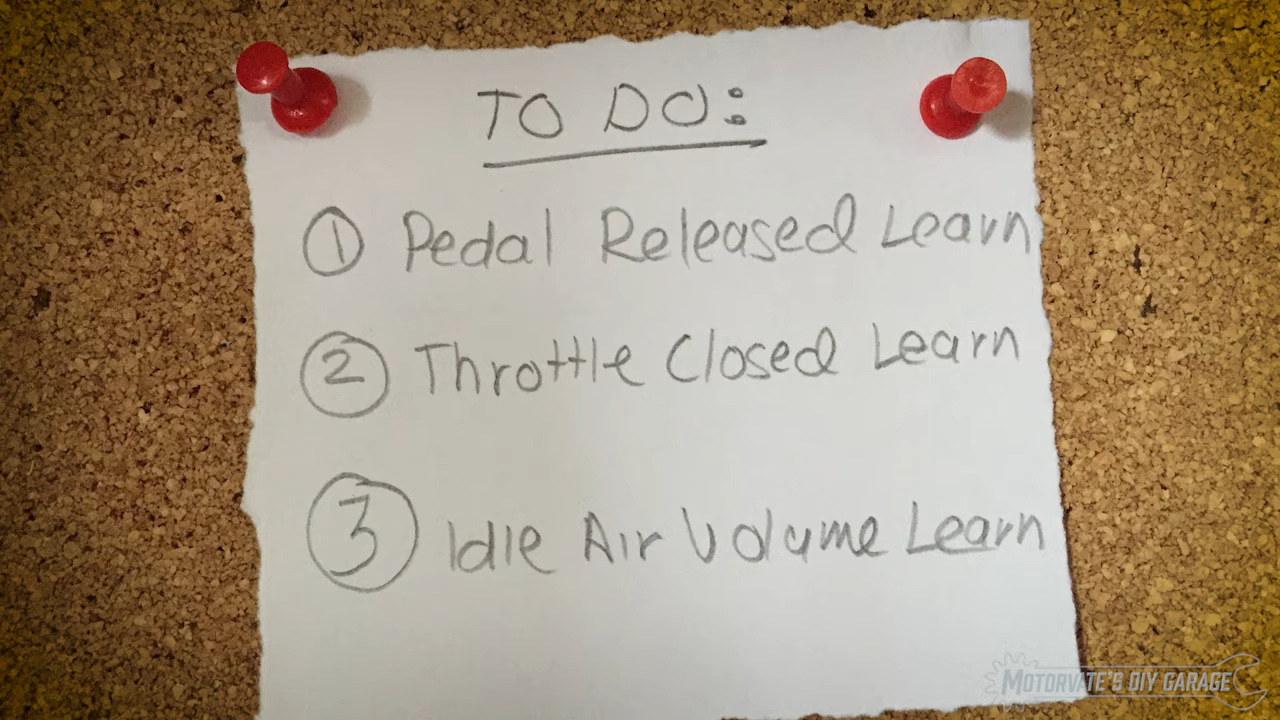 TO DO:
① Pedal Released Learn
② Throttle Closed Learn
③ Idle Air Volume Learn
MOTORVATE'S DIY GARAGE